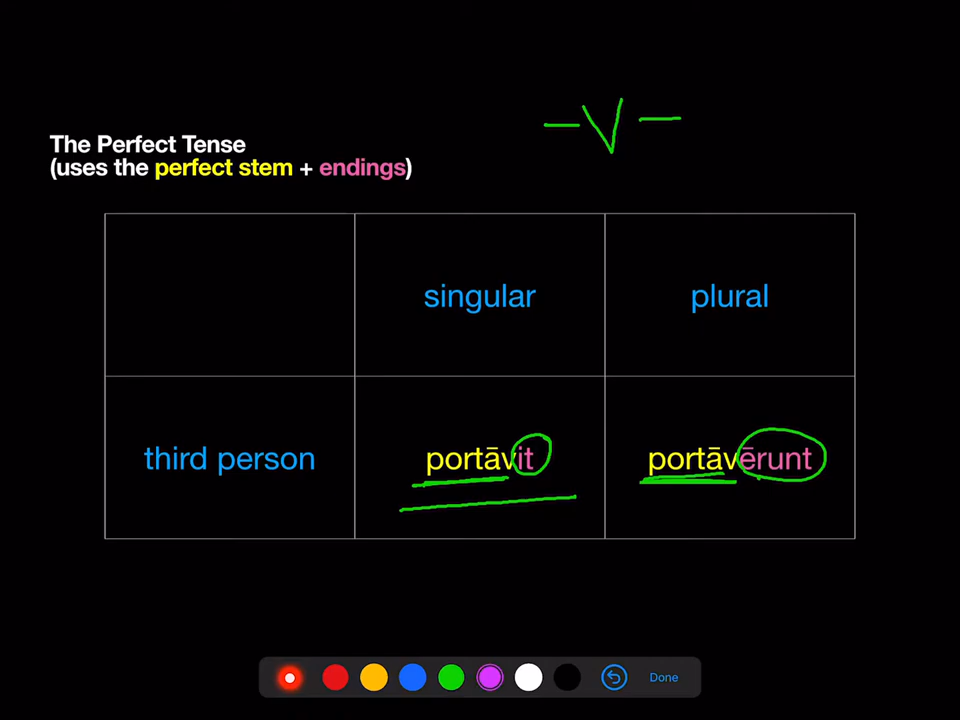 -V-
The Perfect Tense
(uses the perfect stem + endings)
singular plural
third person portāvit portāvērunt
Done